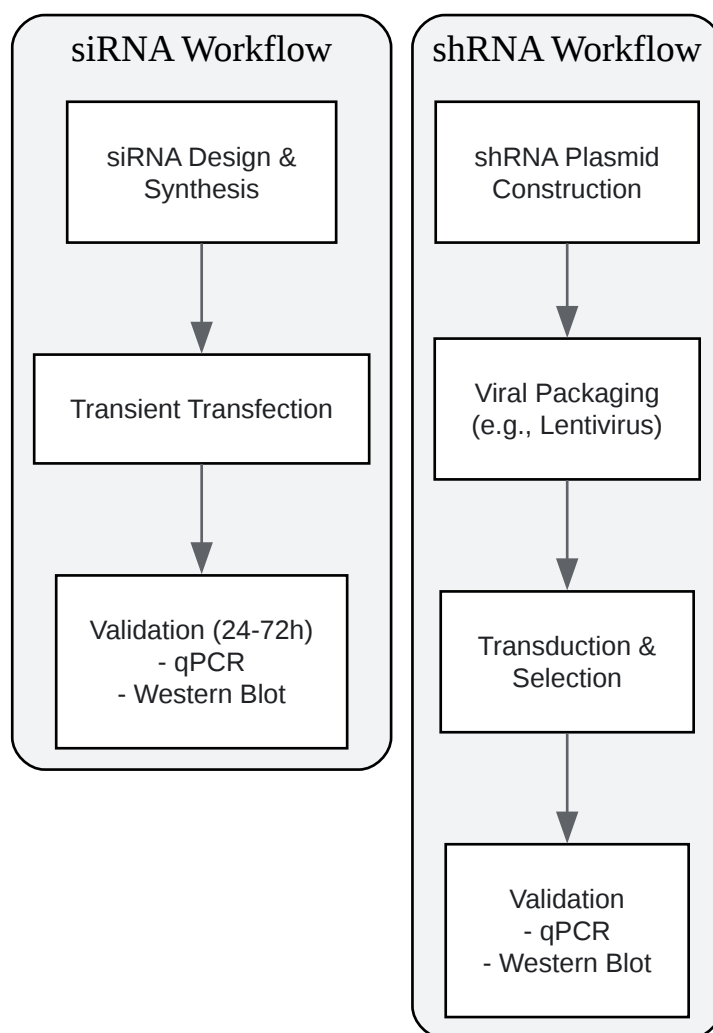 siRNA Workflow
siRNA Design &
Synthesis
Transient Transfection
Validation (24-72h)
- qPCR
- Western Blot
shRNA Workflow
shRNA Plasmid
Construction
Viral Packaging
(e.g., Lentivirus)
Transduction &
Selection
Validation
- qPCR
- Western Blot